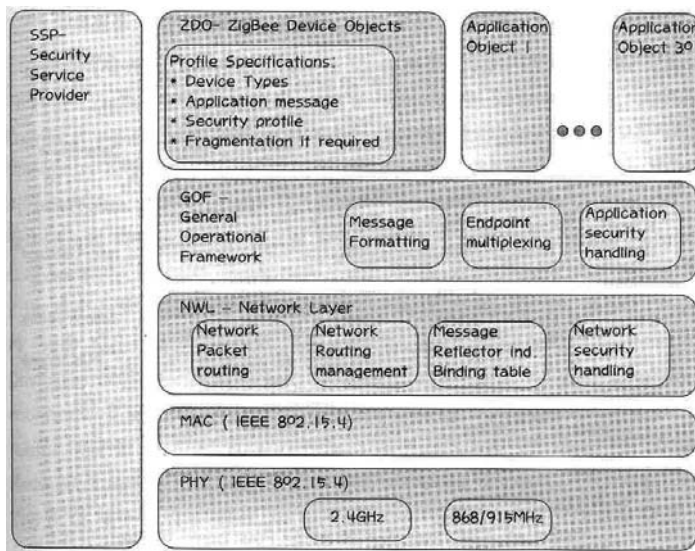 SSP-
Security
Service
Provider
ZDO- ZigBee Device Objects
Profile Specifications:
* Device Types
* Application message
* Security profile
* Fragmentation if required
Application
Object 1
Application
Object 30
GOF -
General
Operational
Framework
Message
Formatting
Endpoint
multiplexing
Application
security
handling
NWL - Network Layer
Network
Packet
routing
Network
Routing
management
Message
Reflector ind.
Binding table
Network
security
handling
MAC ( IEEE 802.15.4)
PHY ( IEEE 802.15.4)
2.4GHz
868/915MHz